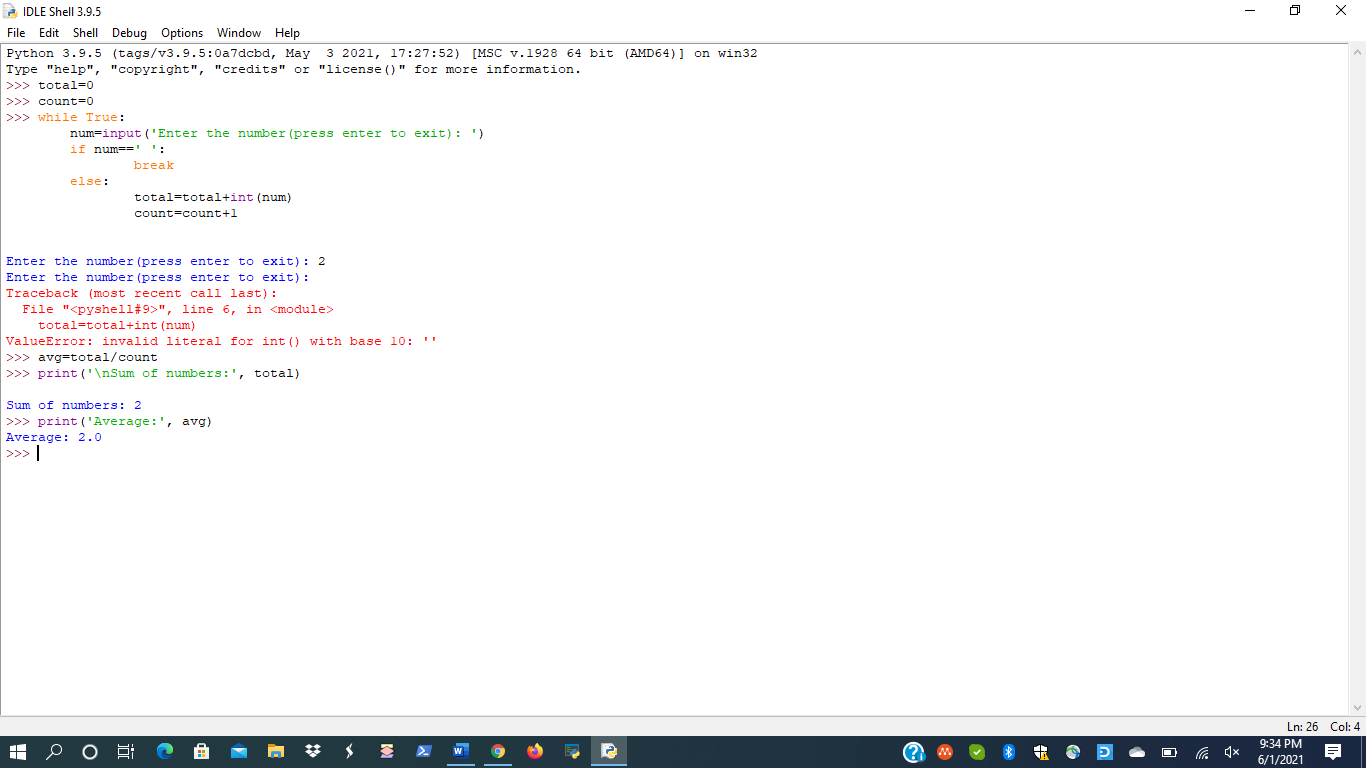 IDLE Shell 3.9.5
File Edit Shell Debug Options Window Help
Python 3.9.5 (tags/v3.9.5:0a7dcbd, May  3 2021, 17:27:52) [MSC v.1928 64 bit (AMD64)] on win32
Type "help", "copyright", "credits" or "license()" for more information.
>>> total=0
>>> count=0
>>> while True:
        num=input('Enter the number(press enter to exit): ')
        if num==' ':
                break
        else:
                total=total+int(num)
                count=count+1
Enter the number(press enter to exit): 2
Enter the number(press enter to exit):
Traceback (most recent call last):
  File "<pyshell#9>", line 6, in <module>
    total=total+int(num)
ValueError: invalid literal for int() with base 10: ''
>>> avg=total/count
>>> print('\nSum of numbers:', total)
Sum of numbers: 2
>>> print('Average:', avg)
Average: 2.0
>>>
Ln: 26 Col: 4
9:34 PM
6/1/2021